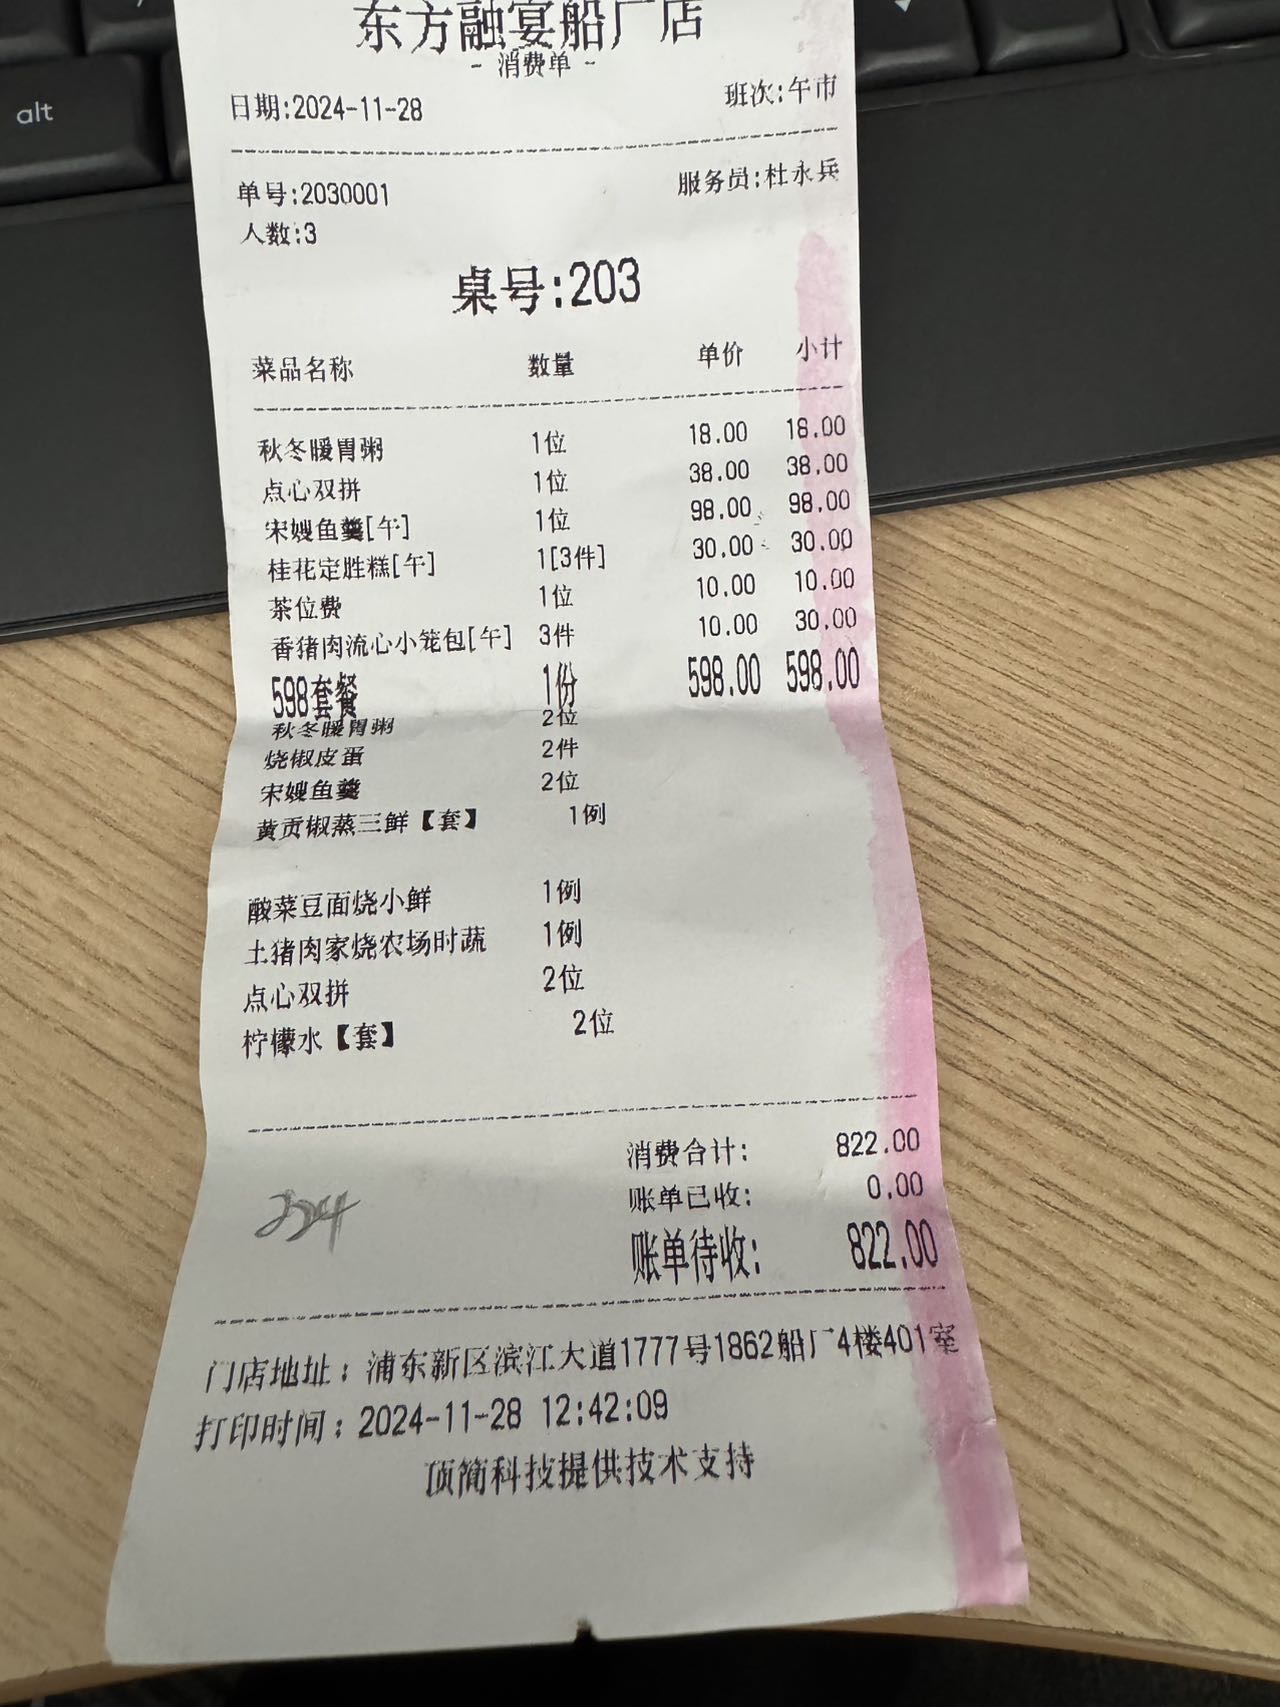 alt
东方融宴船厂店
- 消费单 -
日期:2024-11-28 班次:午市
单号:2030001 服务员:杜永兵
人数:3
桌号:203
菜品名称 数量 单价 小计
秋冬暖胃粥 1位 18.00 18.00
点心双拼 1位 38.00 38.00
宋嫂鱼羹[午] 1位 98.00 98.00
桂花定胜糕[午] 1[3件] 30.00 30.00
茶位费 1位 10.00 10.00
香猪肉流心小笼包[午] 3件 10.00 30.00
598套餐 1份 598.00 598.00
秋冬暖胃粥 2位
烧椒皮蛋 2件
宋嫂鱼羹 2位
黄贡椒蒸三鲜【套】 1例
酸菜豆面烧小鲜 1例
土猪肉家烧农场时蔬 1例
点心双拼 2位
柠檬水【套】 2位
消费合计: 822.00
账单已收: 0.00
账单待收: 822.00
224
门店地址：浦东新区滨江大道1777号1862船厂4楼401室
打印时间：2024-11-28 12:42:09
顶简科技提供技术支持